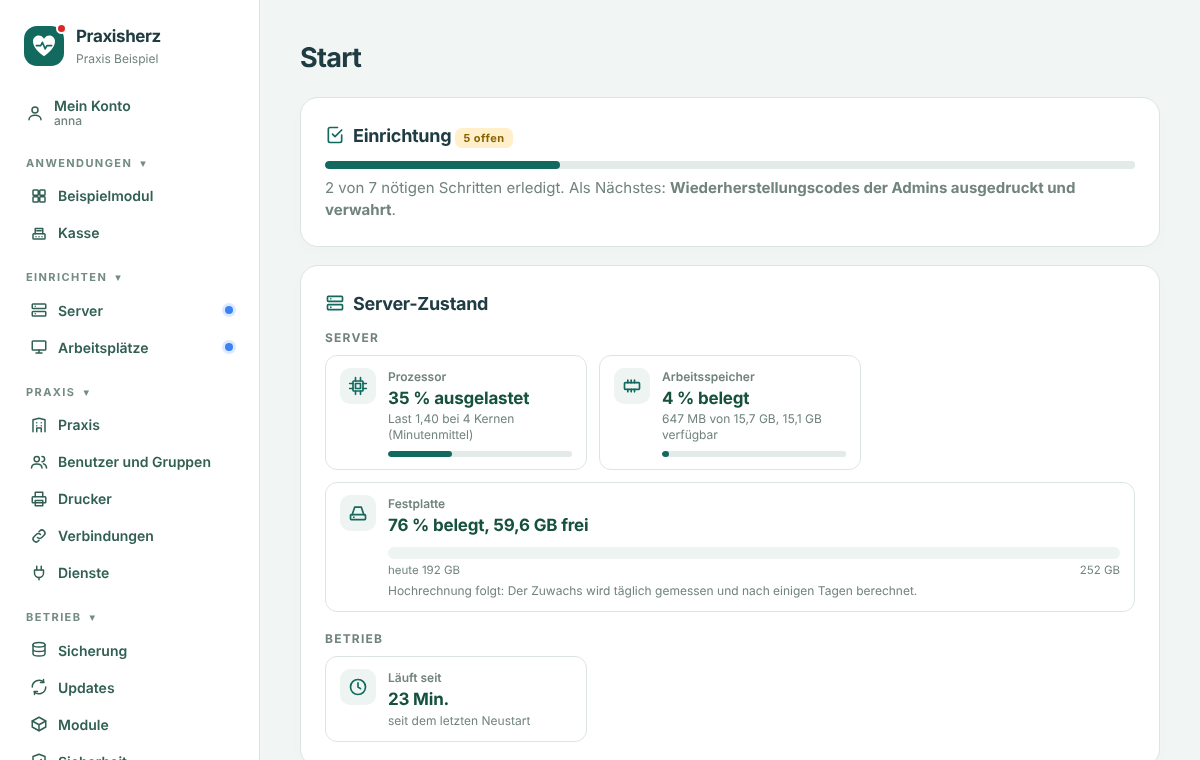 Praxisherz
Praxis Beispiel
Mein Konto
anna
ANWENDUNGEN ▾
Beispielmodul
Kasse
EINRICHTEN ▾
Server
Arbeitsplätze
PRAXIS ▾
Praxis
Benutzer und Gruppen
Drucker
Verbindungen
Dienste
BETRIEB ▾
Sicherung
Updates
Module
Sicherheit
Start
Einrichtung 5 offen
2 von 7 nötigen Schritten erledigt. Als Nächstes: Wiederherstellungscodes der Admins ausgedruckt und
verwahrt.
Server-Zustand
SERVER
Prozessor
35 % ausgelastet
Last 1,40 bei 4 Kernen
(Minutenmittel)
Arbeitsspeicher
4 % belegt
647 MB von 15,7 GB, 15,1 GB
verfügbar
Festplatte
76 % belegt, 59,6 GB frei
heute 192 GB
252 GB
Hochrechnung folgt: Der Zuwachs wird täglich gemessen und nach einigen Tagen berechnet.
BETRIEB
Läuft seit
23 Min.
seit dem letzten Neustart